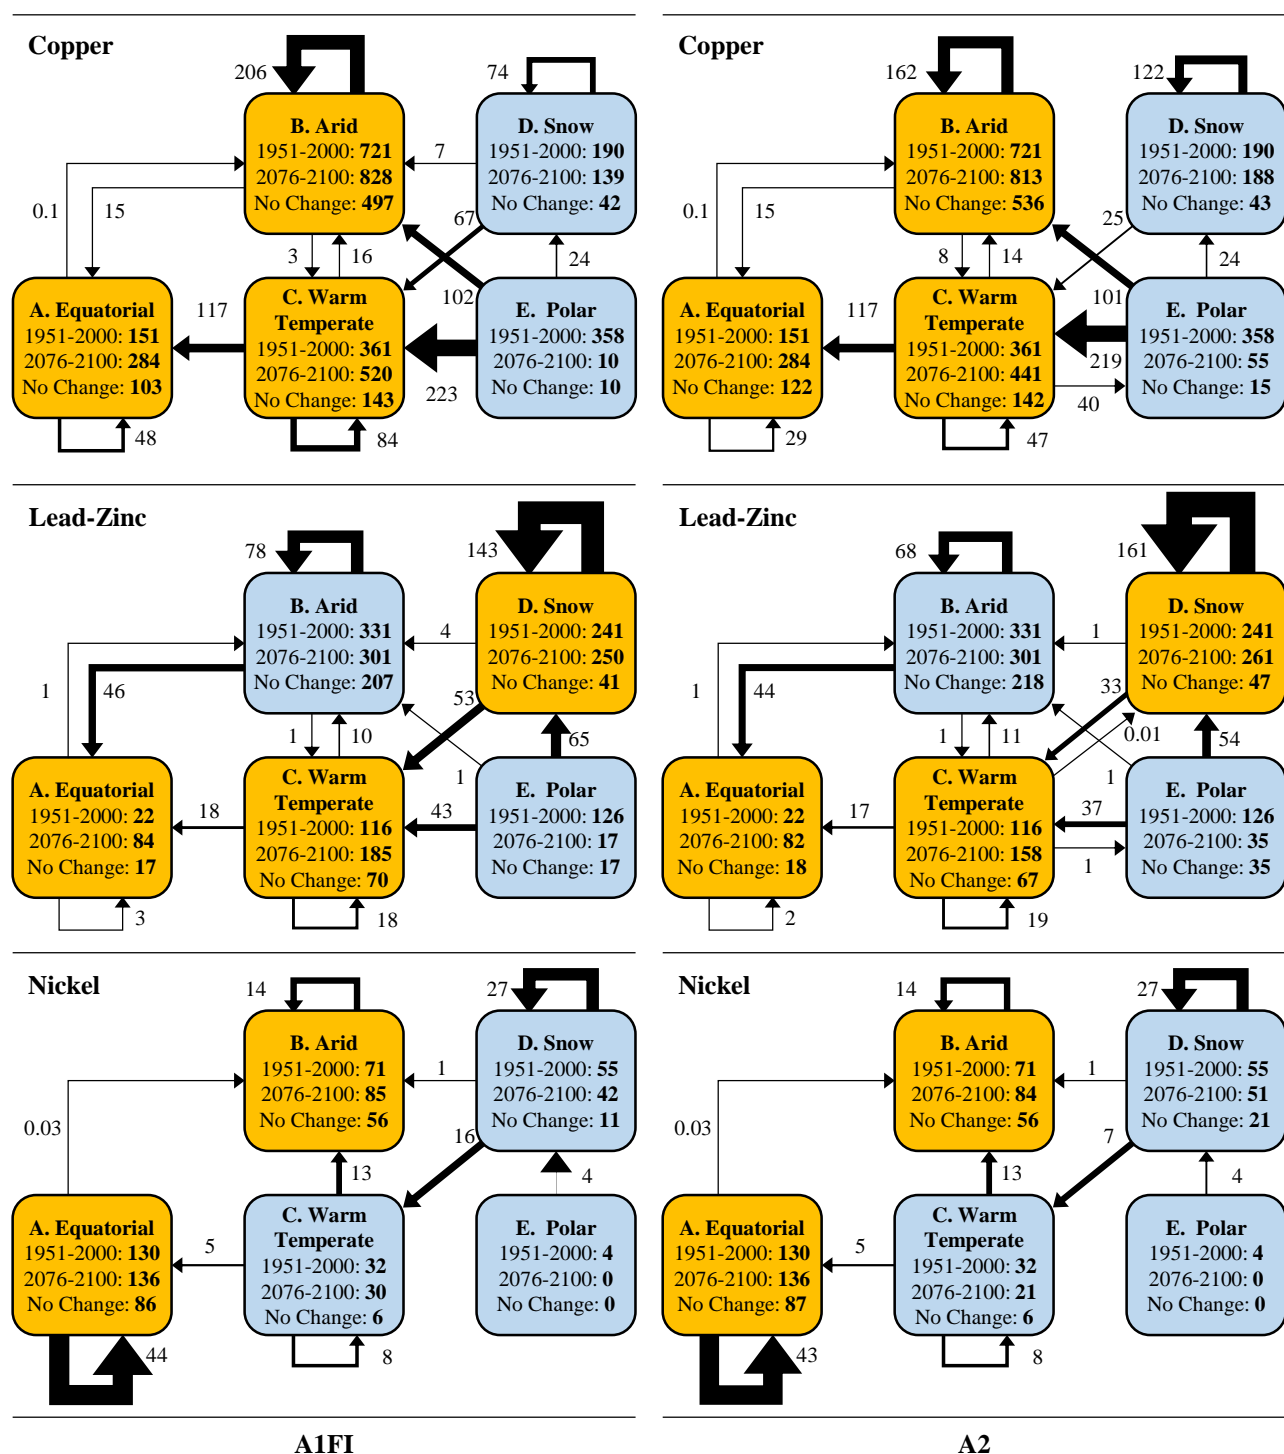 Copper
206
B. Arid
1951-2000: 721
2076-2100: 828
No Change: 497
74
D. Snow
1951-2000: 190
2076-2100: 139
No Change: 42
7
0.1
15
3
16
67
24
102
A. Equatorial
1951-2000: 151
2076-2100: 284
No Change: 103
117
C. Warm
Temperate
1951-2000: 361
2076-2100: 520
No Change: 143
223
E. Polar
1951-2000: 358
2076-2100: 10
No Change: 10
48
84
Copper
162
B. Arid
1951-2000: 721
2076-2100: 813
No Change: 536
122
D. Snow
1951-2000: 190
2076-2100: 188
No Change: 43
0.1
15
8
14
25
24
101
A. Equatorial
1951-2000: 151
2076-2100: 284
No Change: 122
117
C. Warm
Temperate
1951-2000: 361
2076-2100: 441
No Change: 142
219
40
E. Polar
1951-2000: 358
2076-2100: 55
No Change: 15
29
47
Lead-Zinc
78
B. Arid
1951-2000: 331
2076-2100: 301
No Change: 207
143
D. Snow
1951-2000: 241
2076-2100: 250
No Change: 41
4
1
46
1
10
53
65
1
A. Equatorial
1951-2000: 22
2076-2100: 84
No Change: 17
18
C. Warm
Temperate
1951-2000: 116
2076-2100: 185
No Change: 70
43
E. Polar
1951-2000: 126
2076-2100: 17
No Change: 17
3
18
Lead-Zinc
68
B. Arid
1951-2000: 331
2076-2100: 301
No Change: 218
161
D. Snow
1951-2000: 241
2076-2100: 261
No Change: 47
1
1
44
1
11
33
0.01
54
1
A. Equatorial
1951-2000: 22
2076-2100: 82
No Change: 18
17
C. Warm
Temperate
1951-2000: 116
2076-2100: 158
No Change: 67
37
1
E. Polar
1951-2000: 126
2076-2100: 35
No Change: 35
2
19
Nickel
14
B. Arid
1951-2000: 71
2076-2100: 85
No Change: 56
27
D. Snow
1951-2000: 55
2076-2100: 42
No Change: 11
1
0.03
13
16
4
A. Equatorial
1951-2000: 130
2076-2100: 136
No Change: 86
5
C. Warm
Temperate
1951-2000: 32
2076-2100: 30
No Change: 6
E. Polar
1951-2000: 4
2076-2100: 0
No Change: 0
44
8
Nickel
14
B. Arid
1951-2000: 71
2076-2100: 84
No Change: 56
27
D. Snow
1951-2000: 55
2076-2100: 51
No Change: 21
1
0.03
13
7
4
A. Equatorial
1951-2000: 130
2076-2100: 136
No Change: 87
5
C. Warm
Temperate
1951-2000: 32
2076-2100: 21
No Change: 6
E. Polar
1951-2000: 4
2076-2100: 0
No Change: 0
43
8
A1FI
A2